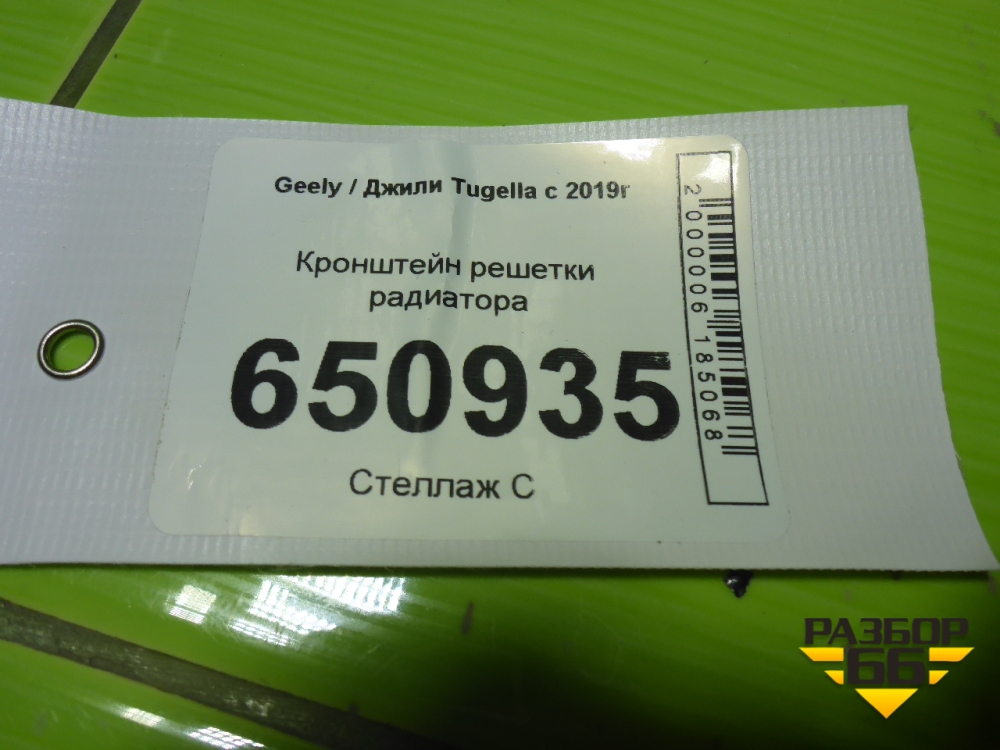 Geely / Джили Tugella с 2019г
Кронштейн решетки
радиатора
650935
Стеллаж С
2000006185068
РАЗБОР
66